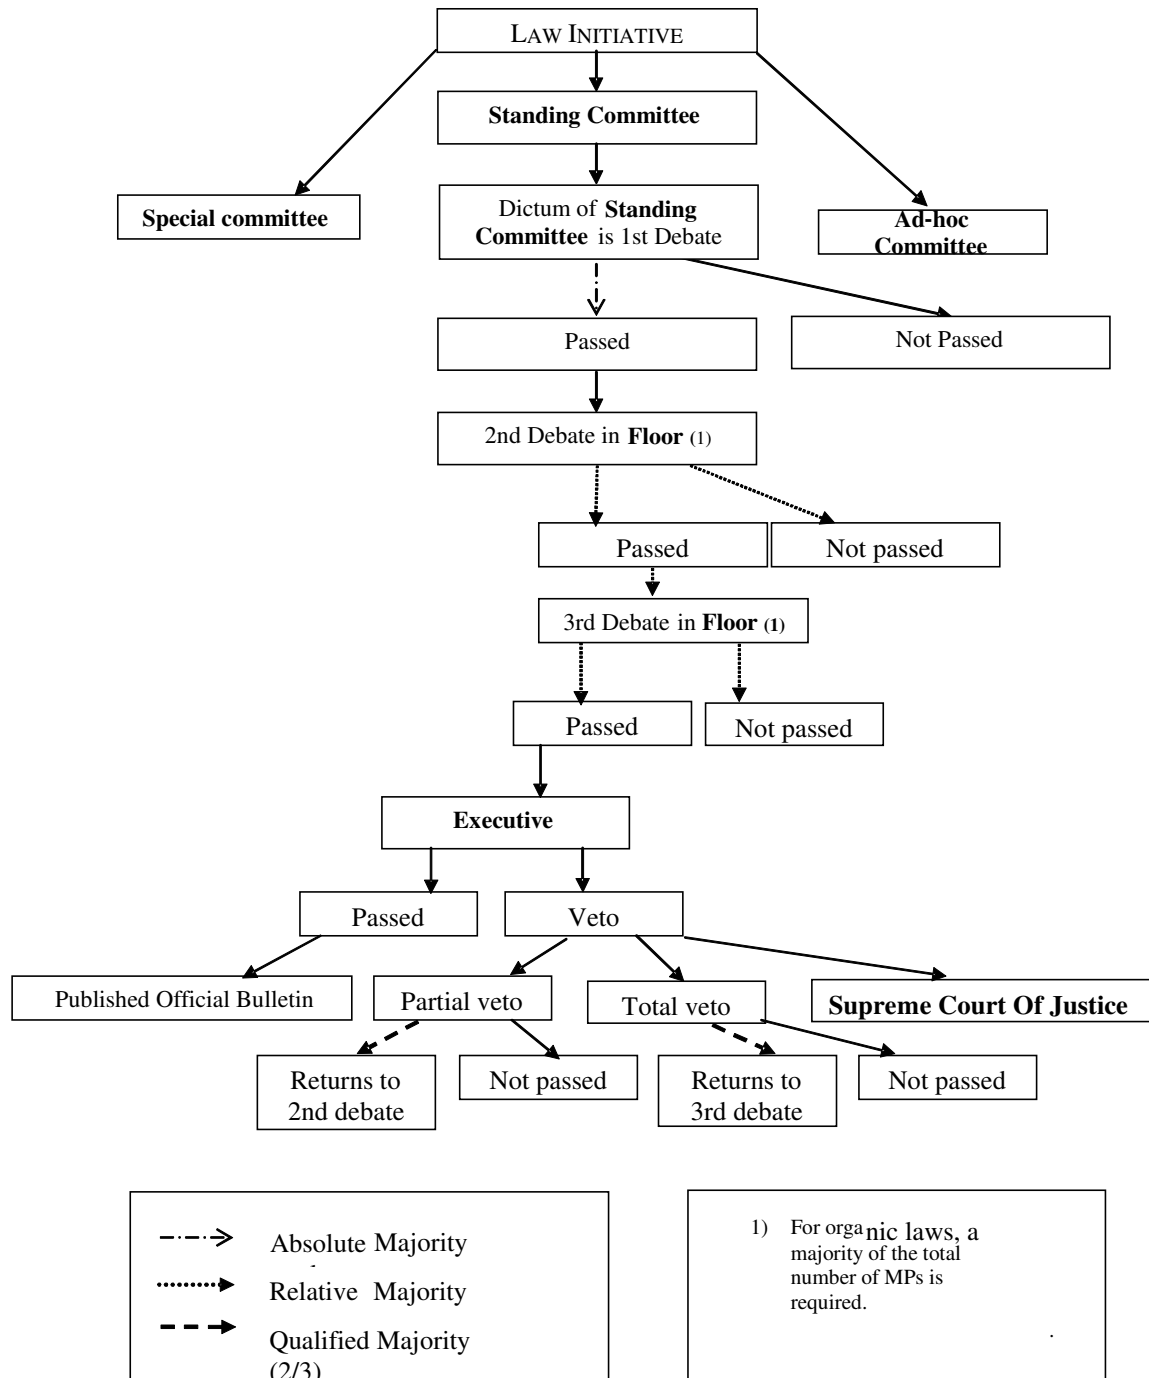 LAW INITIATIVE
Standing Committee
Special committee
Dictum of Standing
Committee is 1st Debate
Ad-hoc
Committee
Passed
Not Passed
2nd Debate in Floor (1)
Passed
Not passed
3rd Debate in Floor (1)
Passed
Not passed
Executive
Passed
Veto
Published Official Bulletin
Partial veto
Total veto
Supreme Court Of Justice
Returns to
2nd debate
Not passed
Returns to
3rd debate
Not passed
Absolute Majority
Relative Majority
Qualified Majority
(2/3)
1) For organic laws, a
majority of the total
number of MPs is
required.
.